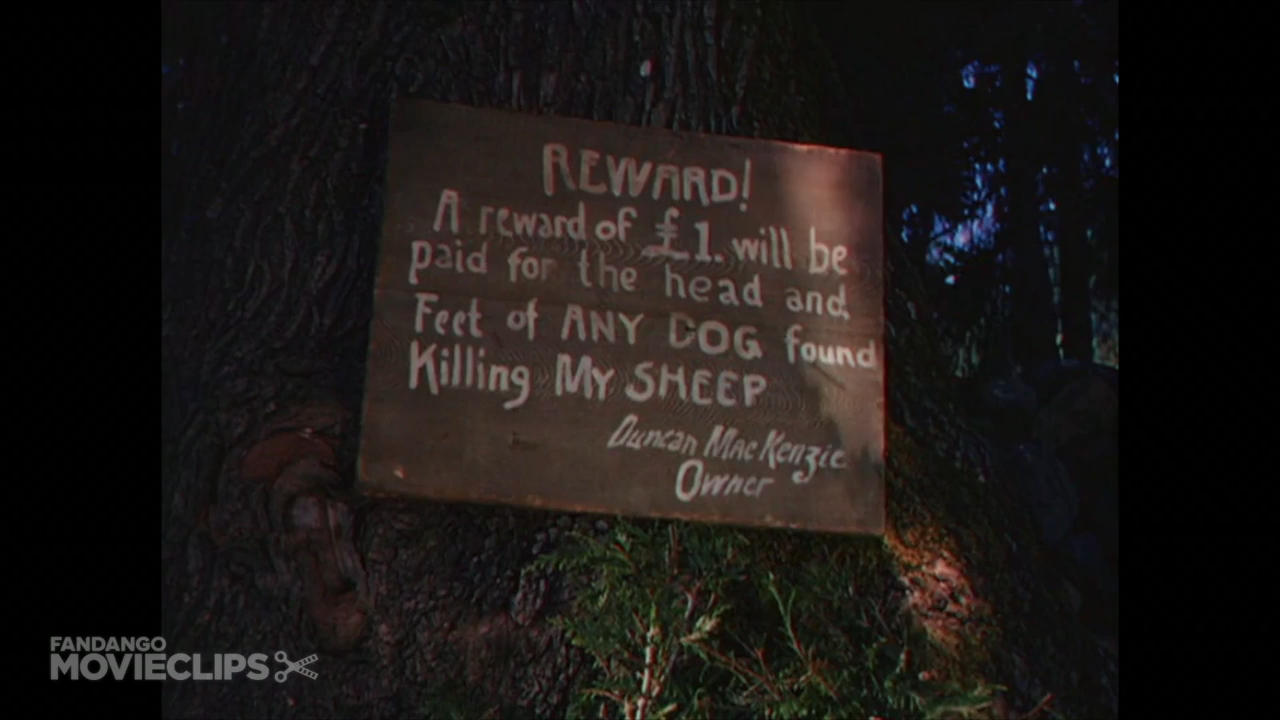 REWARD!
A reward of £1. will be
paid for the head and
Feet of ANY DOG found
Killing My SHEEP
Duncan MacKenzie
Owner
FANDANGO
MOVIECLIPS